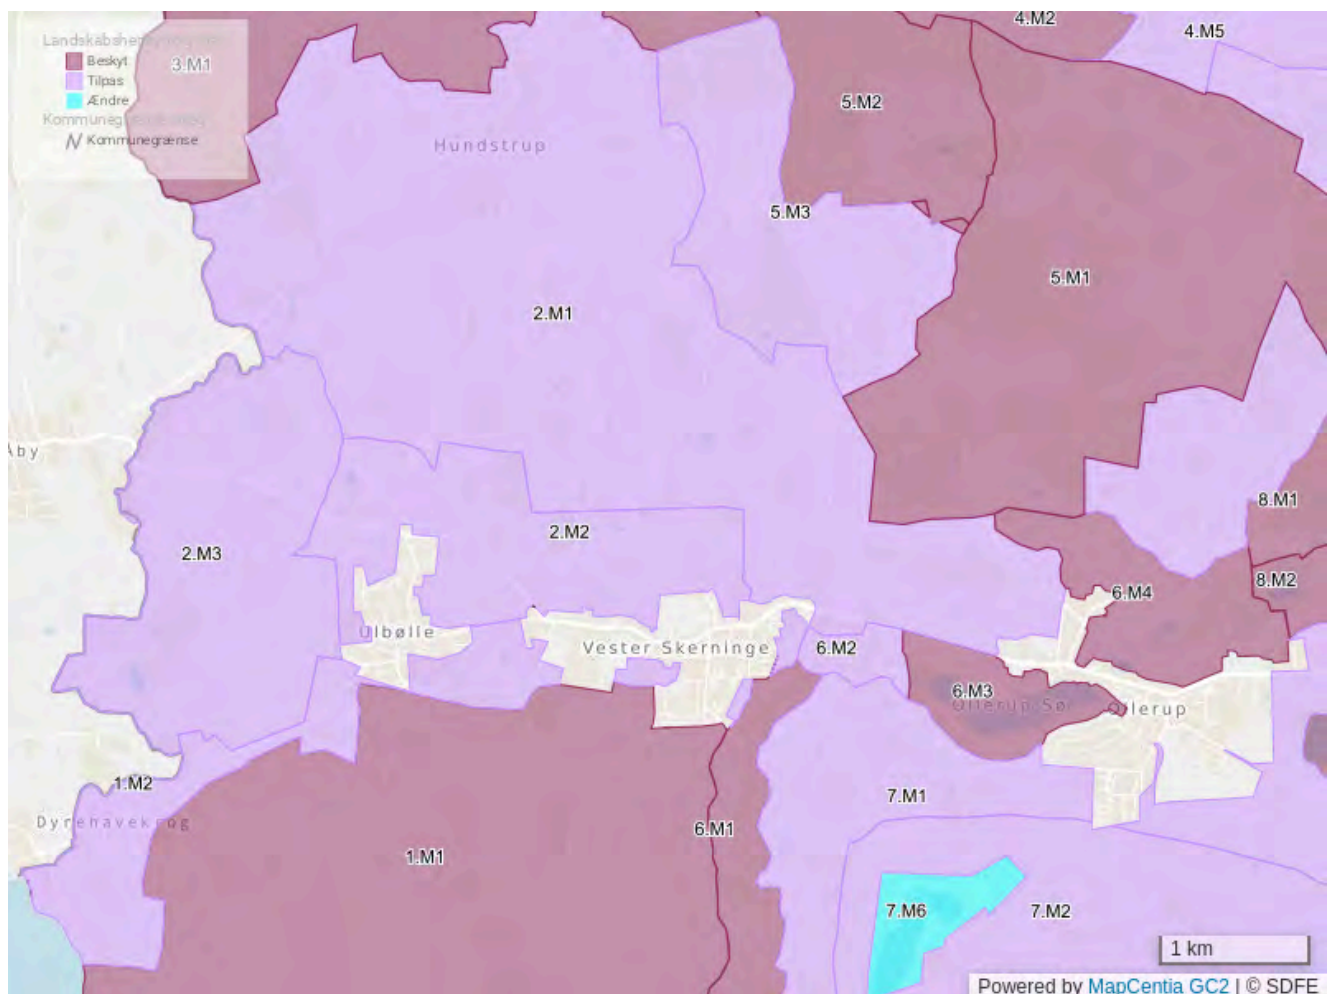 4.M2
4.M5
Beskyt
3.M1
Tilpas
Ændre
Kommunegrænse
5.M2
Hundstrup
5.M3
5.M1
2.M1
Aby
8.M1
2.M2
2.M3
8.M2
6.M4
Ulbølle
Vester Skerninge
6.M2
6.M3
Ollerup Sø
Ollerup
1.M2
7.M1
Dyrehavekrog
6.M1
1.M1
7.M6
7.M2
1 km
Powered by MapCentia GC2 | © SDFE